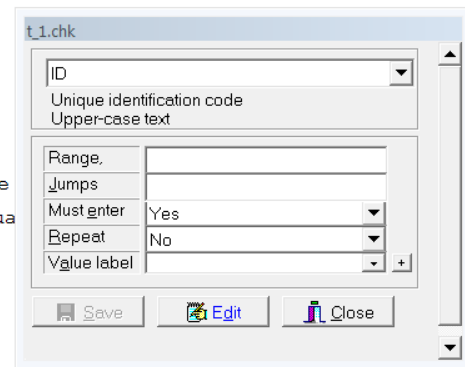 t_1.chk
ID
Unique identification code
Upper-case text
Range,
Jumps
Must enter Yes
Repeat No
Value label
+
Save Edit Close